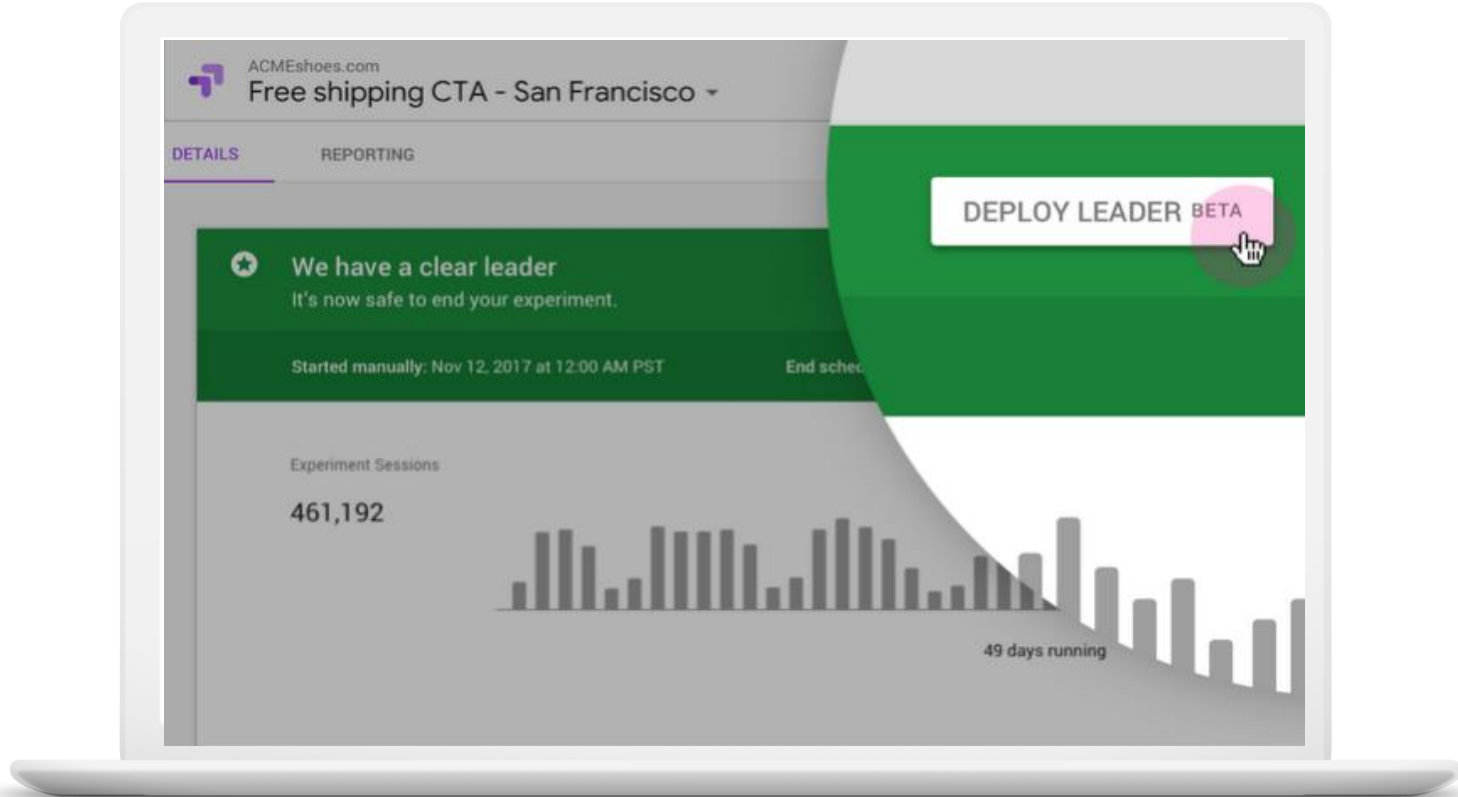 ACMEshoes.com
Free shipping CTA - San Francisco
DETAILS REPORTING
DEPLOY LEADER BETA
We have a clear leader
It's now safe to end your experiment.
Started manually: Nov 12, 2017 at 12:00 AM PST End
Experiment Sessions
461,192
49 days running